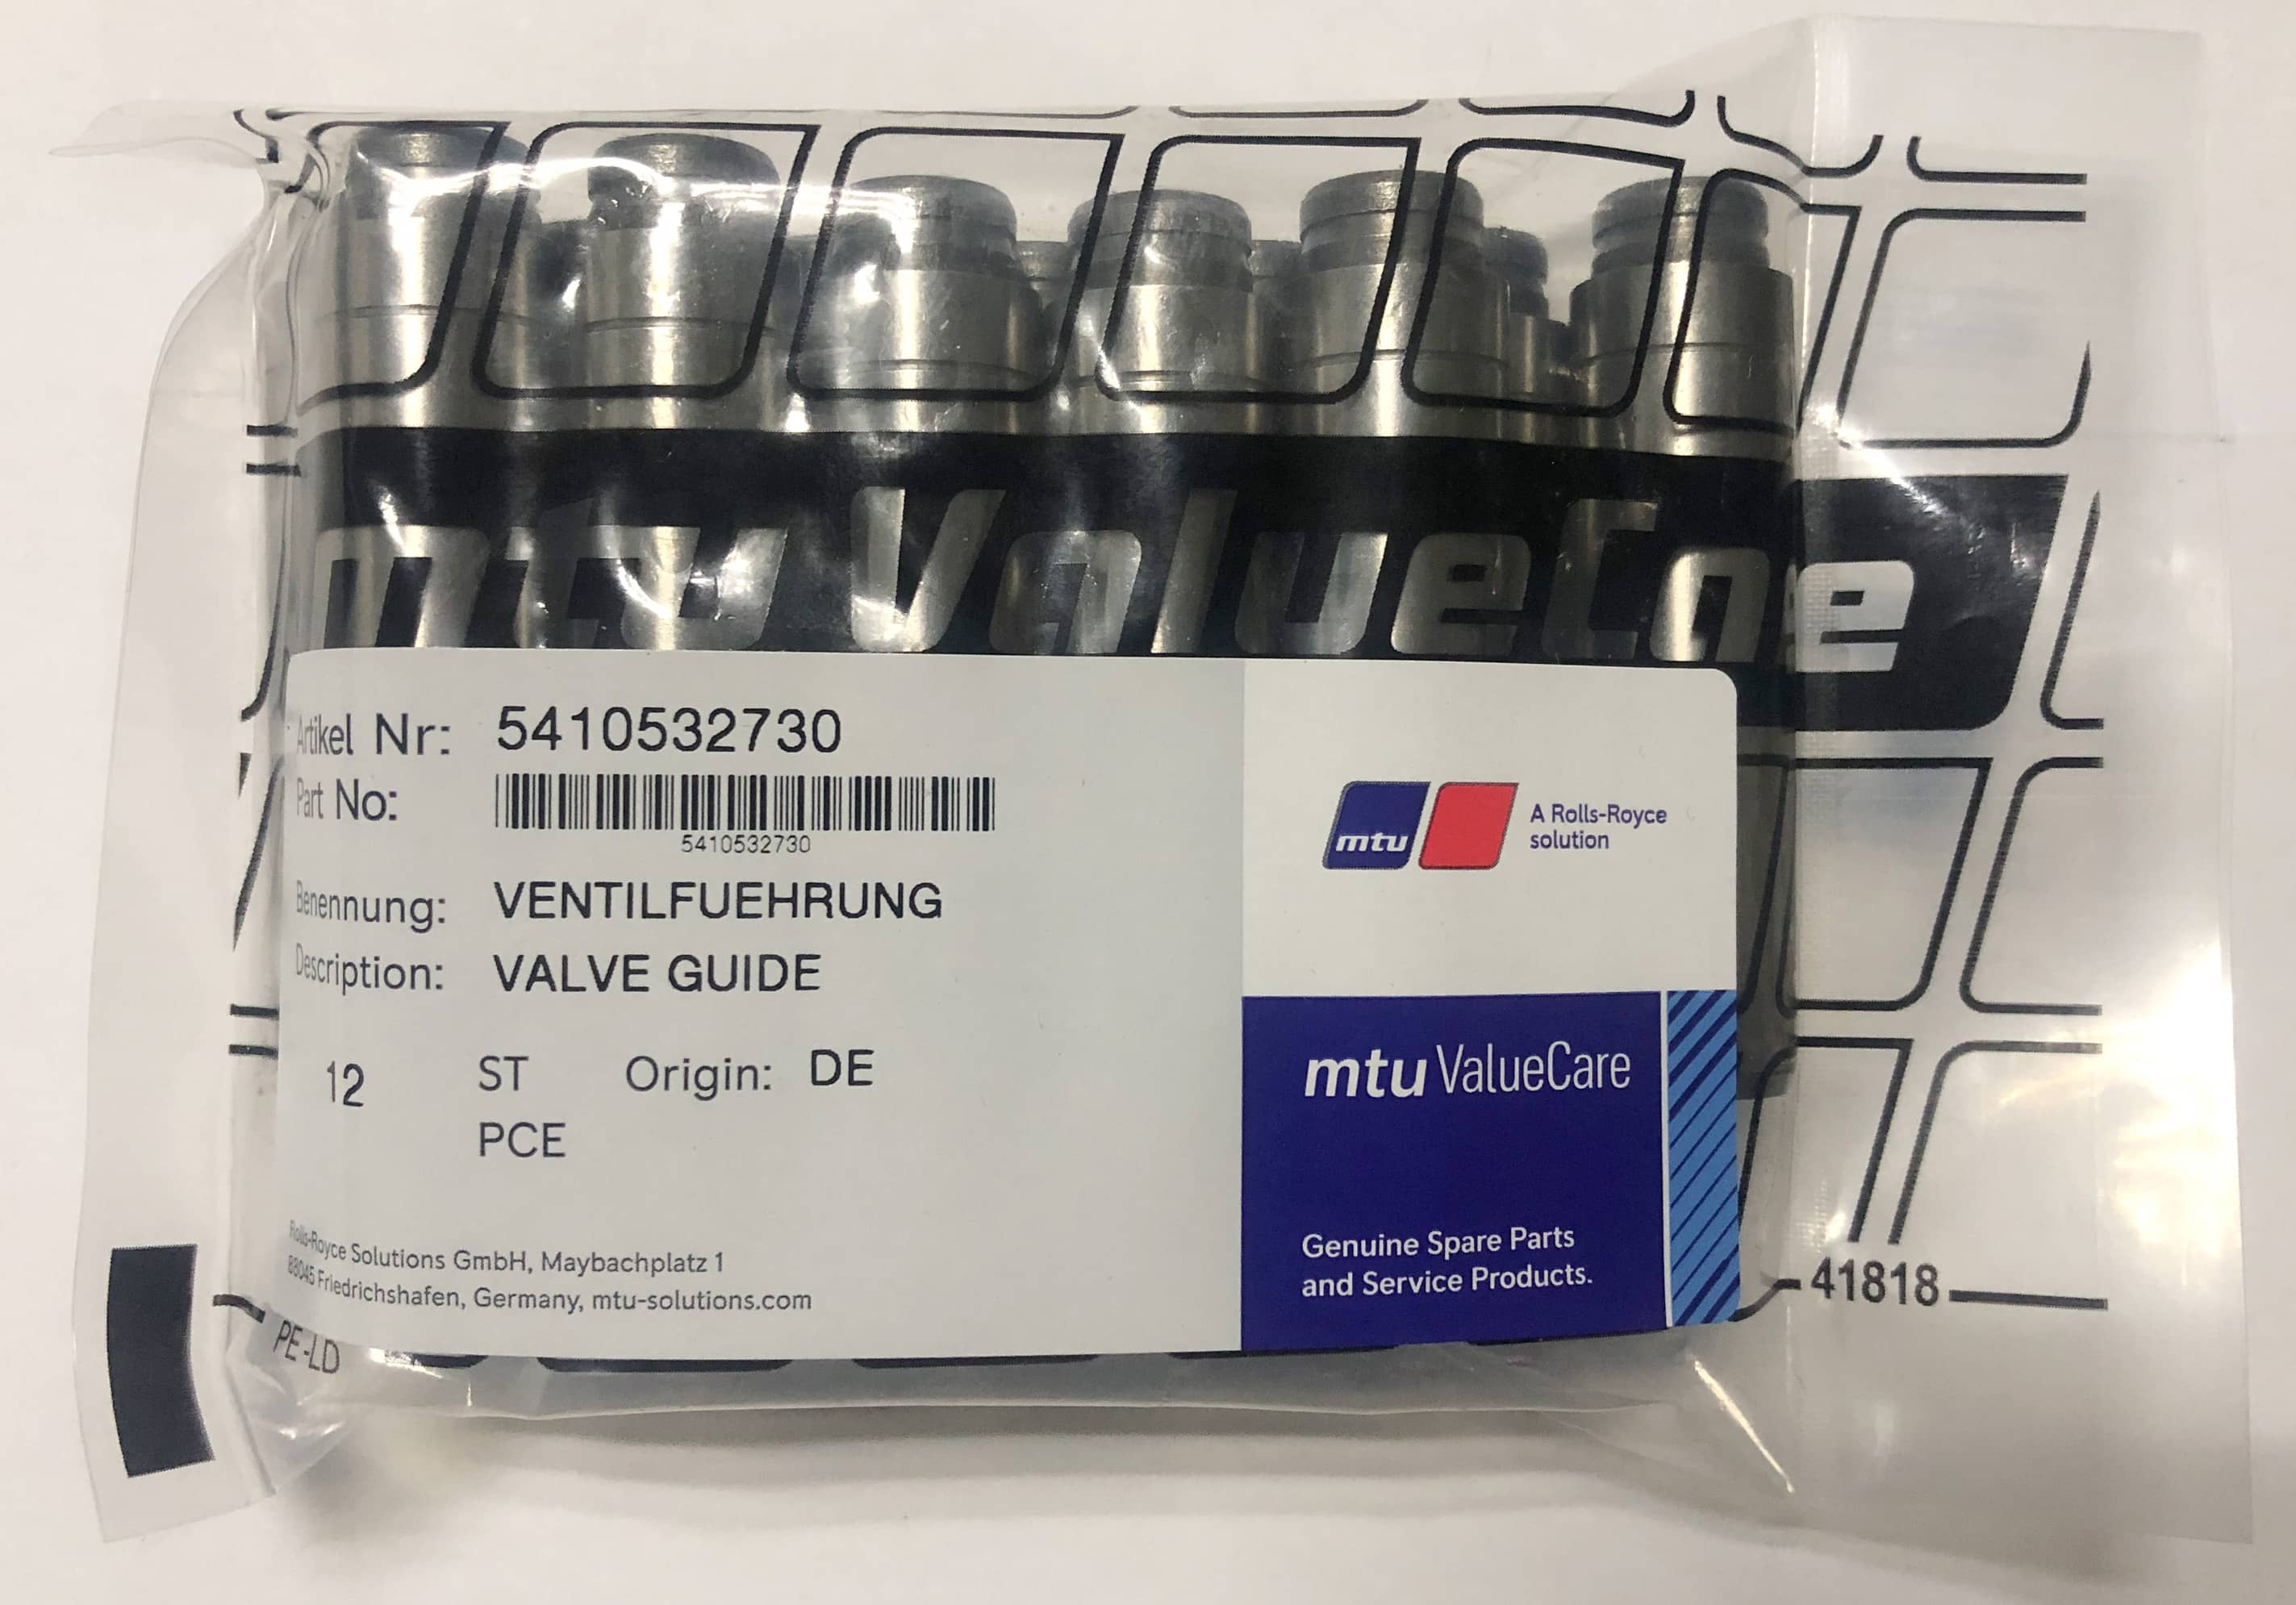 mtu ValueCare
Artikel Nr: 5410532730
Part No:
5410532730
Benennung: VENTILFUEHRUNG
Description: VALVE GUIDE
12 ST Origin: DE
PCE
Rolls-Royce Solutions GmbH, Maybachplatz 1
88045 Friedrichshafen, Germany, mtu-solutions.com
mtu
A Rolls-Royce
solution
mtu ValueCare
Genuine Spare Parts
and Service Products.
PE-LD
41818